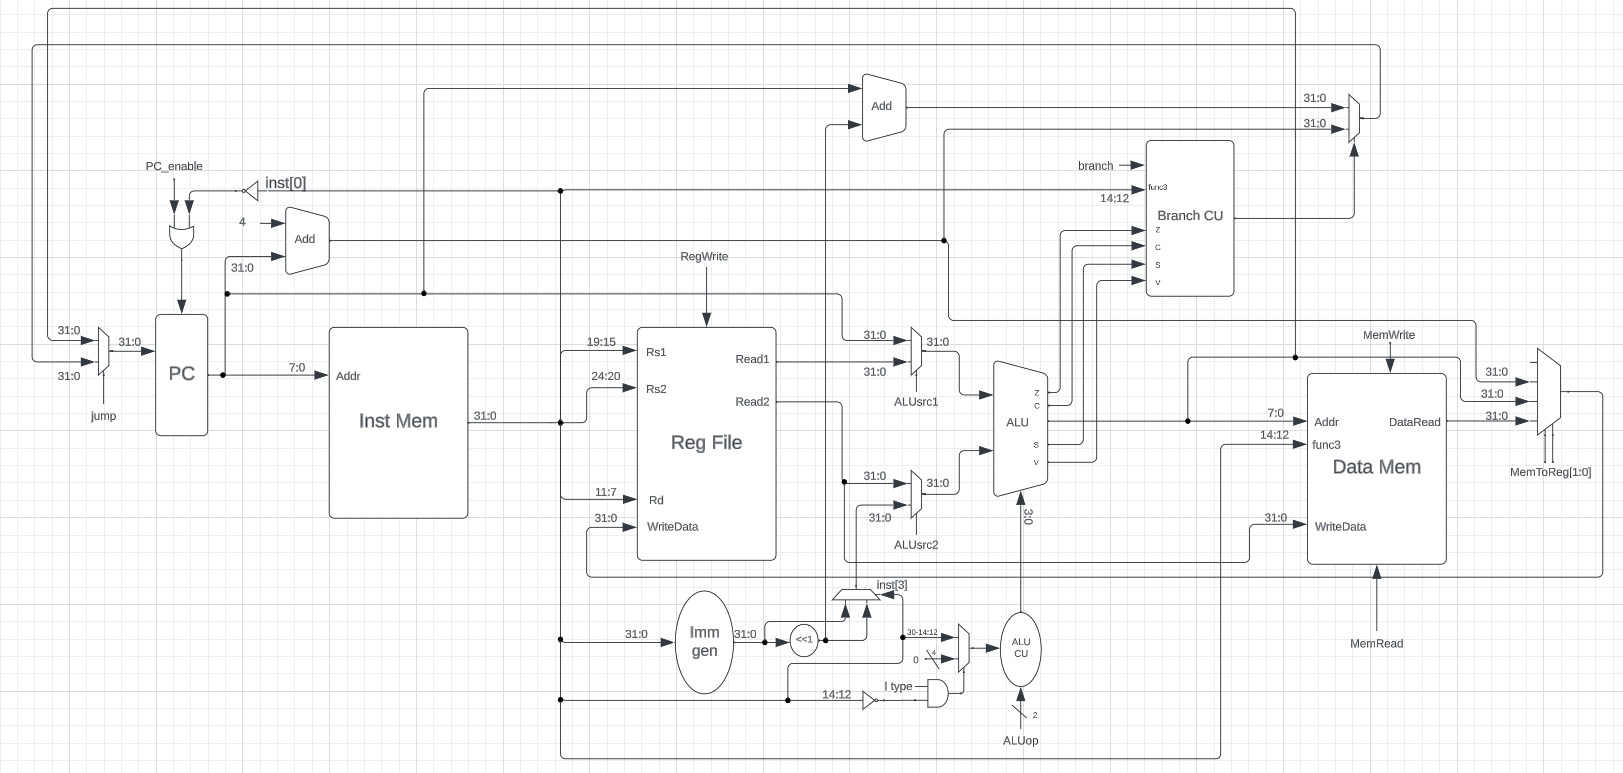 31:0
Add
31:0
PC_enable
branch
inst[0]
func3
14:12
4
Add
Branch CU
Z
C
S
V
31:0
RegWrite
31:0
31:0
31:0
PC
7:0
Addr
jump
Inst Mem
31:0
19:15
Rs1
24:20
Rs2
Read1
Read2
Reg File
11:7
Rd
31:0
WriteData
31:0
31:0
31:0
ALUsrc1
Z
C
ALU
S
V
3:0
31:0
31:0
31:0
ALUsrc2
MemWrite
7:0
Addr
DataRead
14:12
func3
Data Mem
31:0
WriteData
MemRead
31:0
31:0
31:0
MemToReg[1:0]
31:0
Imm
gen
31:0
<<1
inst[3]
30-14:12
0
4
ALU
CU
14:12
I type
2
ALUop